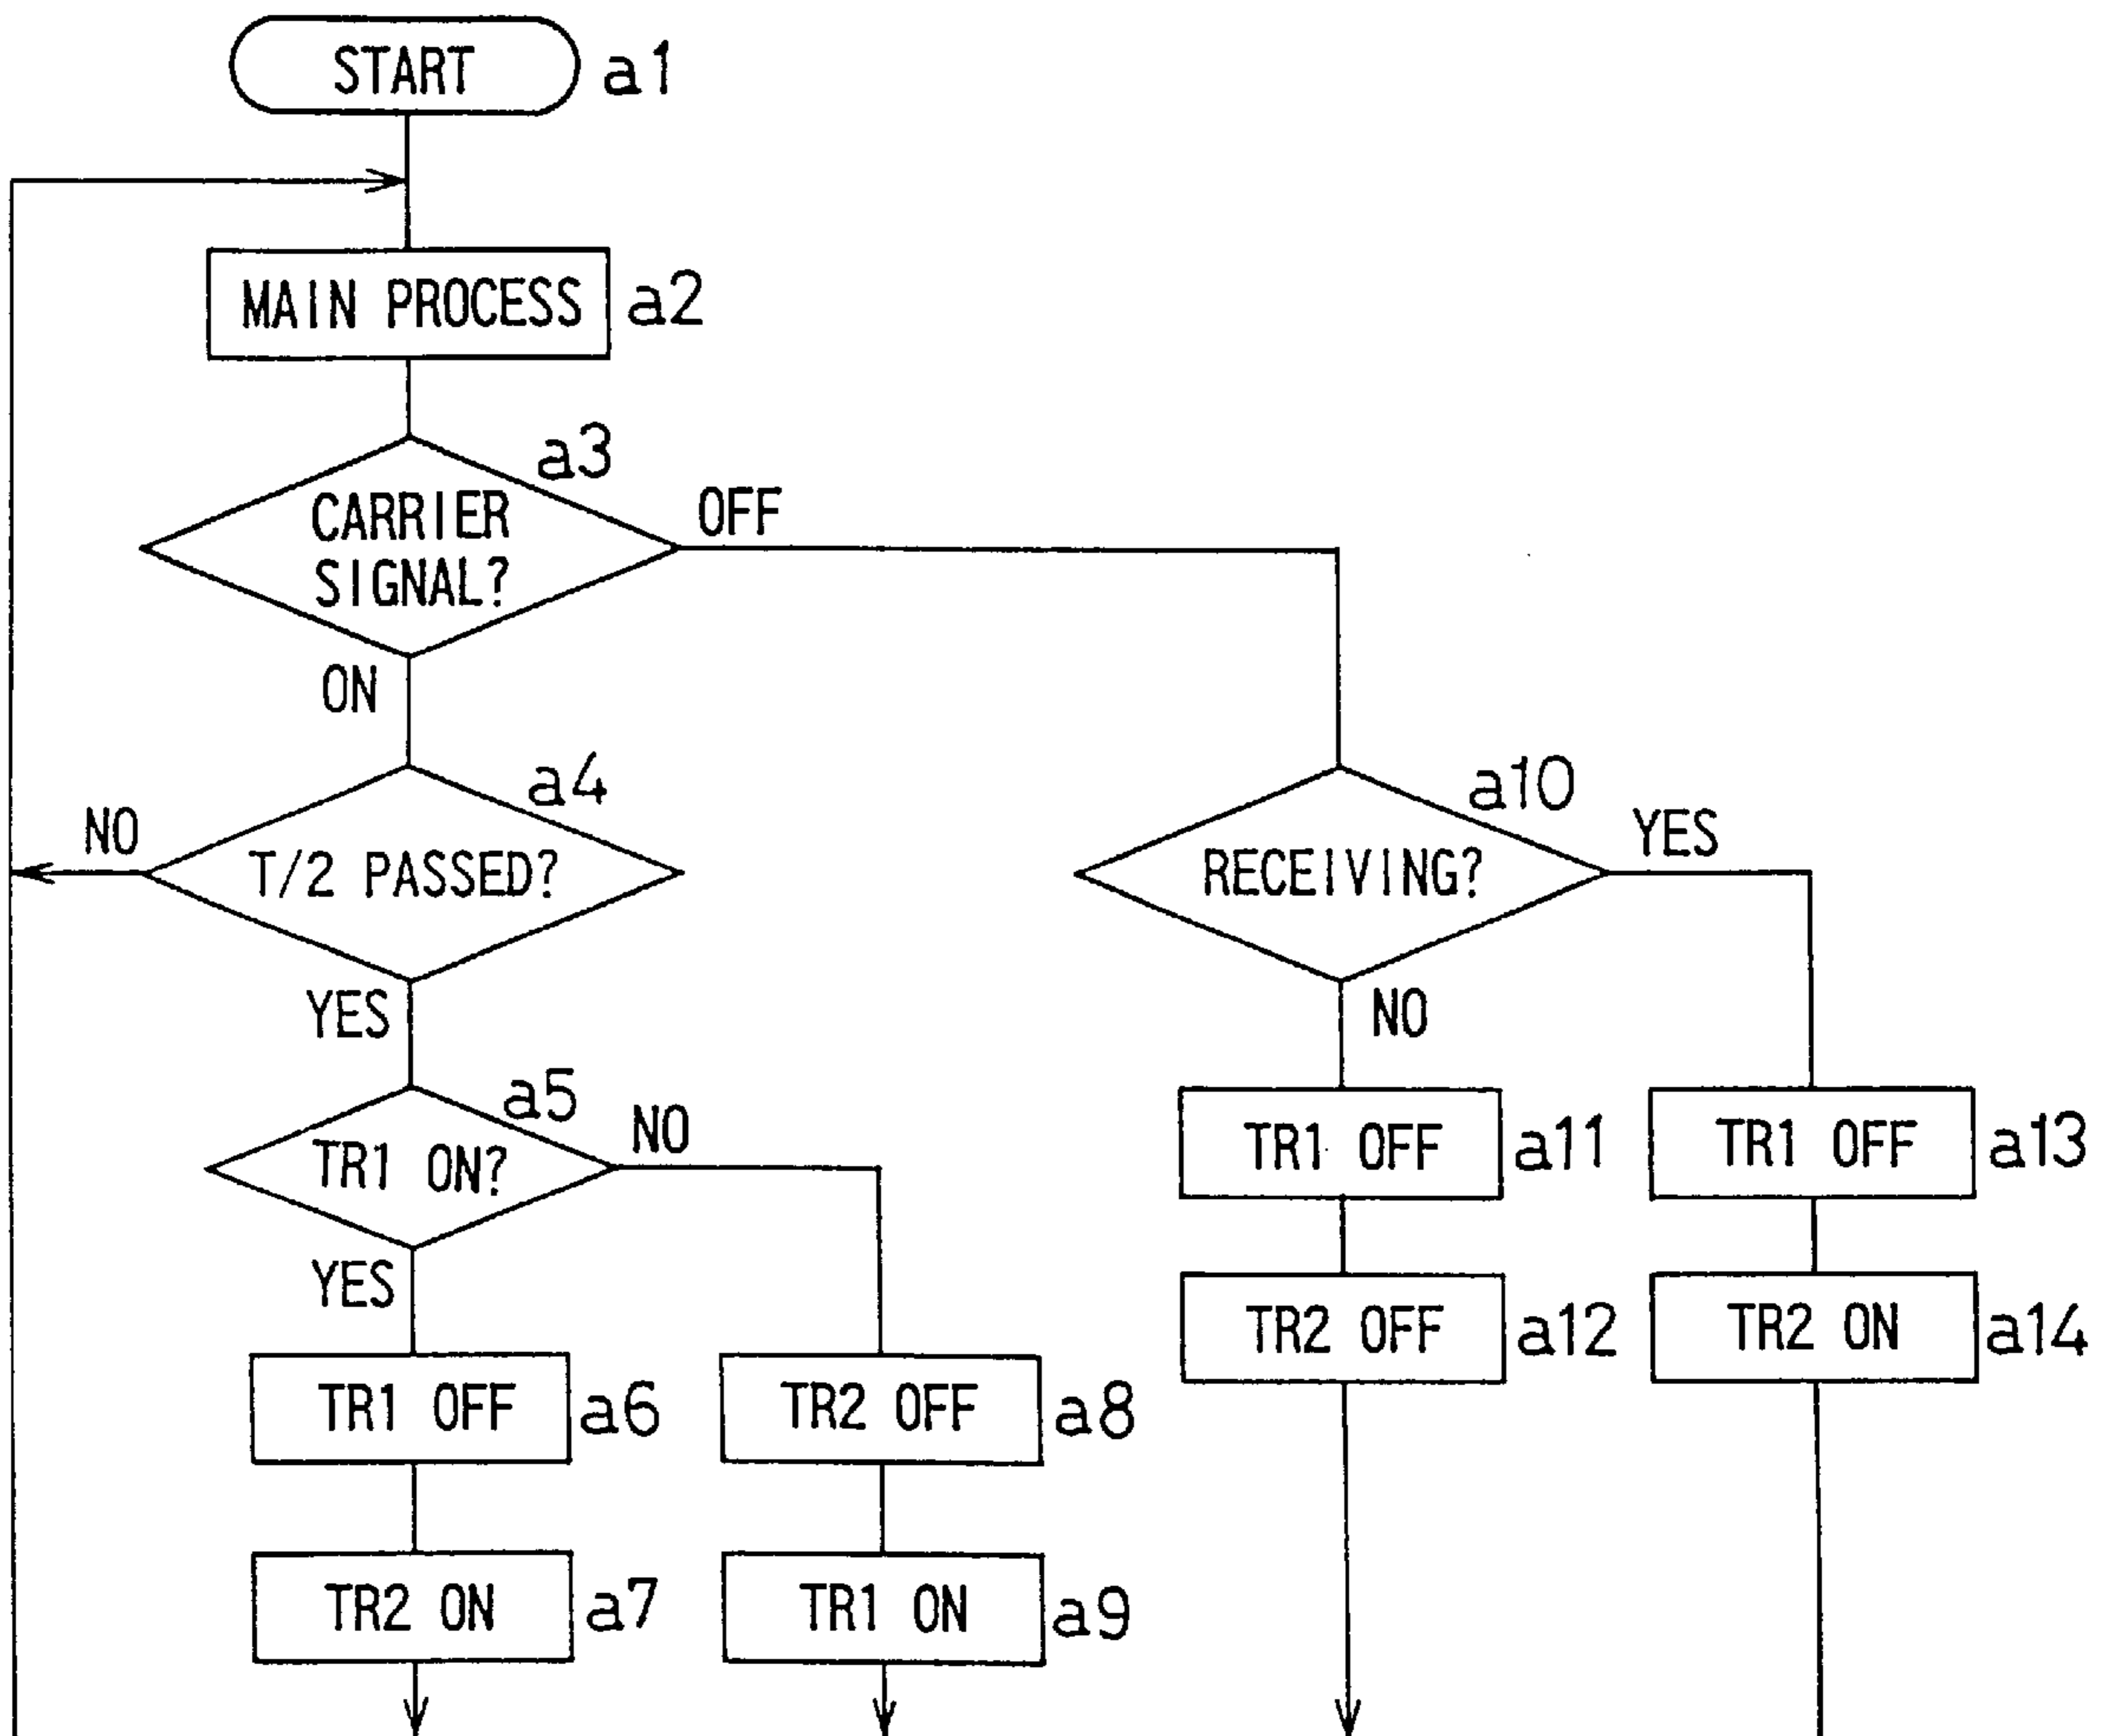 START a1
MAIN PROCESS a2
a3
CARRIER
SIGNAL?
OFF
ON
a4
NO
T/2 PASSED?
YES
a10
RECEIVING?
YES
NO
a5
TR1 ON?
NO
YES
TR1 OFF a11
TR1 OFF a13
TR2 OFF a12
TR2 ON a14
TR1 OFF a6
TR2 OFF a8
TR2 ON a7
TR1 ON a9